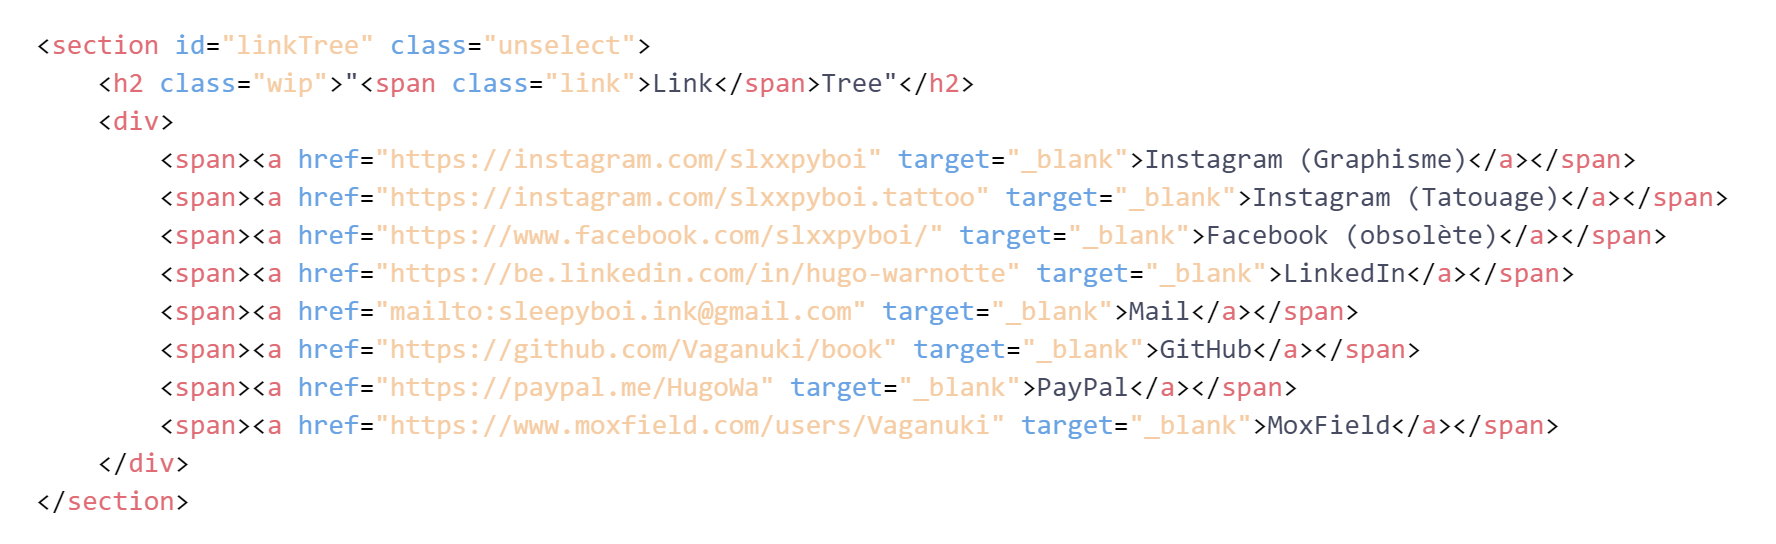 <section id="linkTree" class="unselect">
    <h2 class="wip">"<span class="link">Link</span>Tree"</h2>
    <div>
        <span><a href="https://instagram.com/slxxpyboi" target="_blank">Instagram (Graphisme)</a></span>
        <span><a href="https://instagram.com/slxxpyboi.tattoo" target="_blank">Instagram (Tatouage)</a></span>
        <span><a href="https://www.facebook.com/slxxpyboi/" target="_blank">Facebook (obsolète)</a></span>
        <span><a href="https://be.linkedin.com/in/hugo-warnotte" target="_blank">LinkedIn</a></span>
        <span><a href="mailto:sleepyboi.ink@gmail.com" target="_blank">Mail</a></span>
        <span><a href="https://github.com/Vaganuki/book" target="_blank">GitHub</a></span>
        <span><a href="https://paypal.me/HugoWa" target="_blank">PayPal</a></span>
        <span><a href="https://www.moxfield.com/users/Vaganuki" target="_blank">MoxField</a></span>
    </div>
</section>